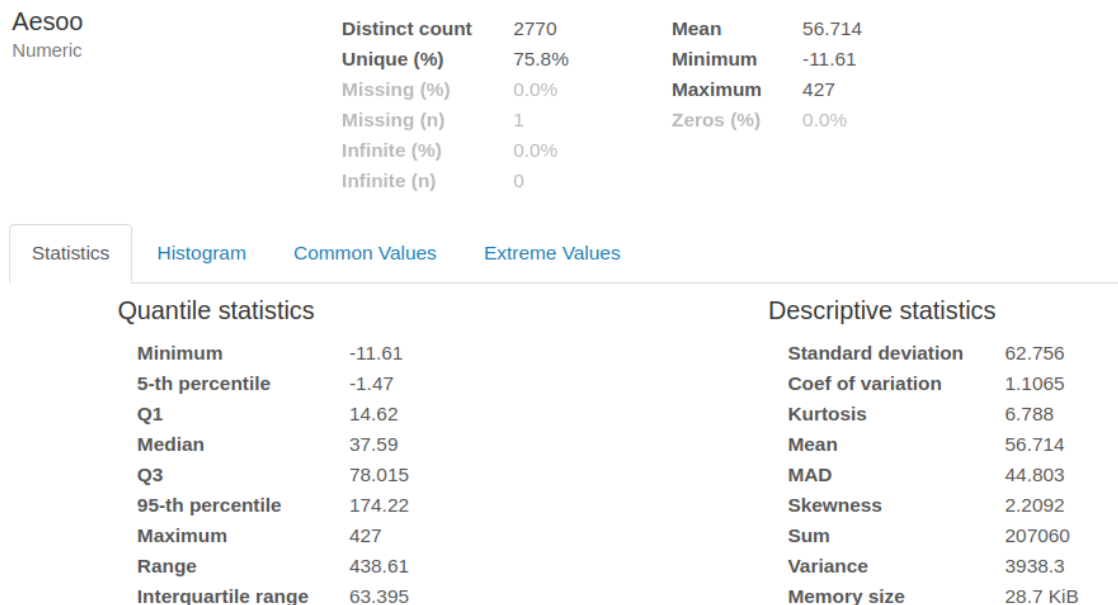 Aesoo
Numeric
Distinct count 2770
Unique (%) 75.8%
Missing (%) 0.0%
Missing (n) 1
Infinite (%) 0.0%
Infinite (n) 0
Mean 56.714
Minimum -11.61
Maximum 427
Zeros (%) 0.0%
Statistics Histogram Common Values Extreme Values
Quantile statistics
Minimum -11.61
5-th percentile -1.47
Q1 14.62
Median 37.59
Q3 78.015
95-th percentile 174.22
Maximum 427
Range 438.61
Interquartile range 63.395
Descriptive statistics
Standard deviation 62.756
Coef of variation 1.1065
Kurtosis 6.788
Mean 56.714
MAD 44.803
Skewness 2.2092
Sum 207060
Variance 3938.3
Memory size 28.7 KiB